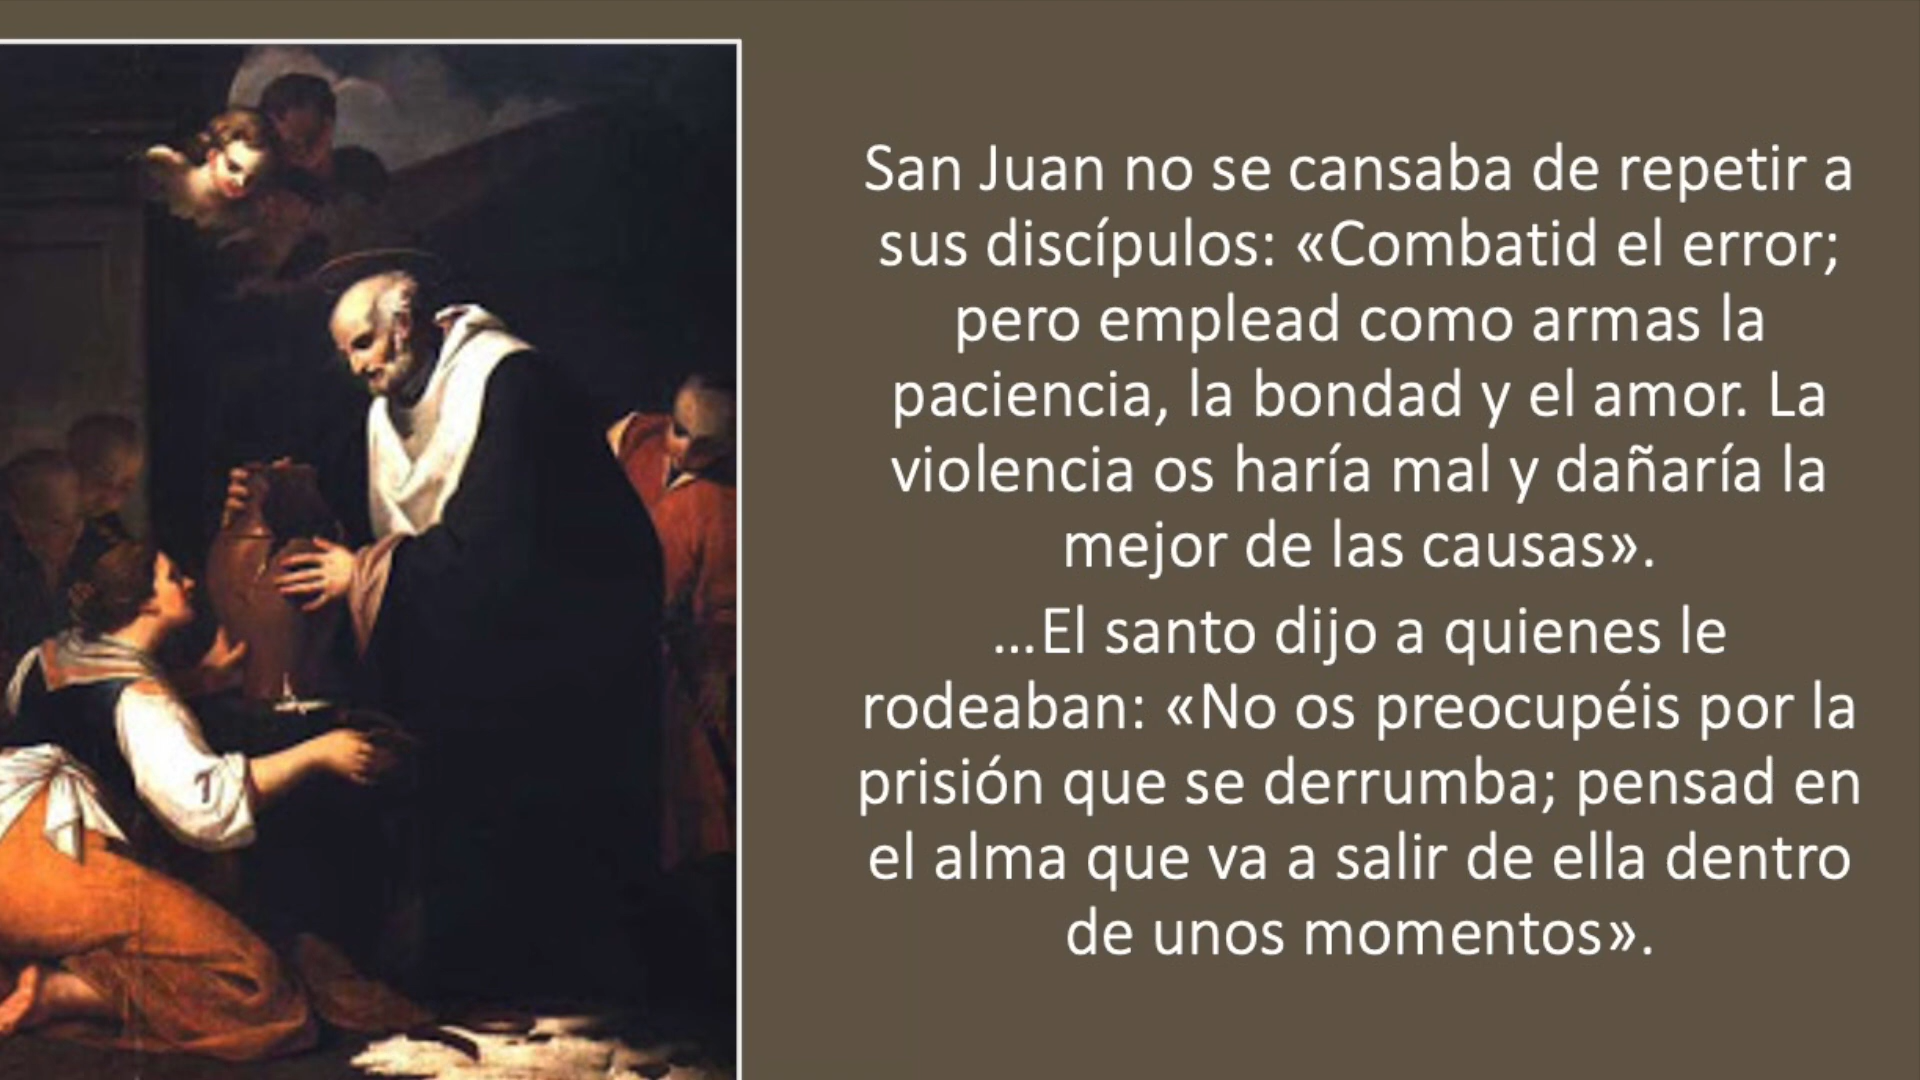 San Juan no se cansaba de repetir a
sus discípulos: «Combatid el error;
pero emplead como armas la
paciencia, la bondad y el amor. La
violencia os haría mal y dañaría la
mejor de las causas».
...El santo dijo a quienes le
rodeaban: «No os preocupéis por la
prisión que se derrumba; pensad en
el alma que va a salir de ella dentro
de unos momentos».